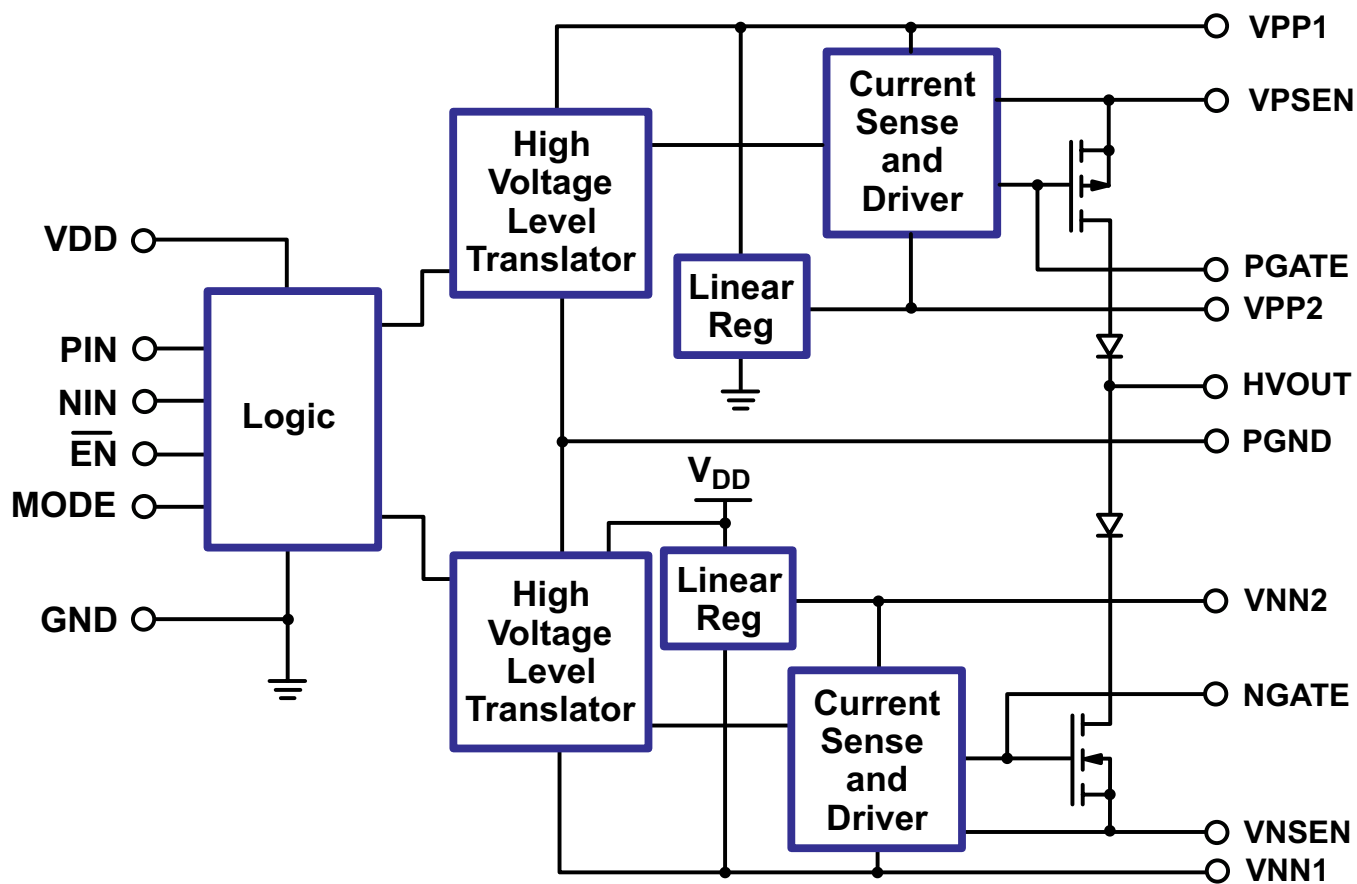 VPP1
Current
Sense
and
Driver
VPSEN
High
Voltage
Level
Translator
VDD
PGATE
Linear
Reg
VPP2
PIN
NIN
EN
MODE
Logic
HVOUT
PGND
VDD
GND
High
Voltage
Level
Translator
Linear
Reg
VNN2
Current
Sense
and
Driver
NGATE
VNSEN
VNN1